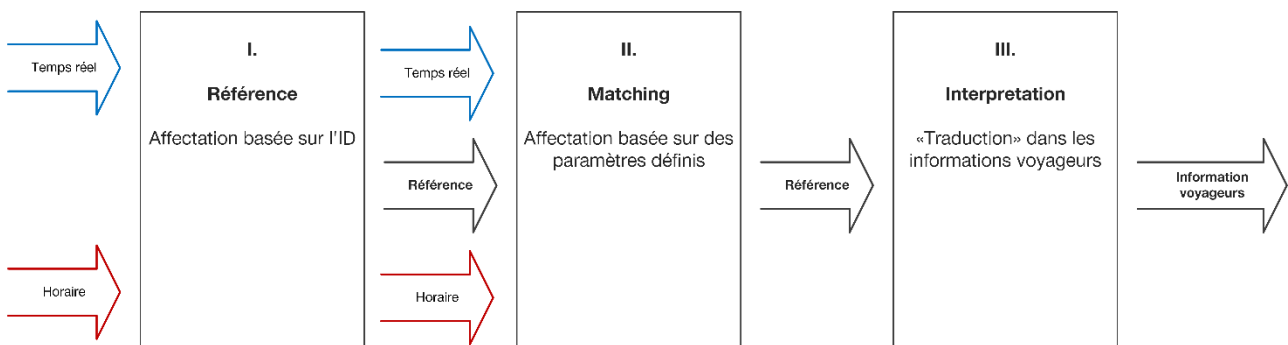 I.
Référence
Affectation basée sur l'ID
II.
Matching
Affectation basée sur des
paramètres définis
III.
Interpretation
«Traduction» dans les
informations voyageurs
Temps réel
Temps réel
Référence
Référence
Information
voyageurs
Horaire
Horaire